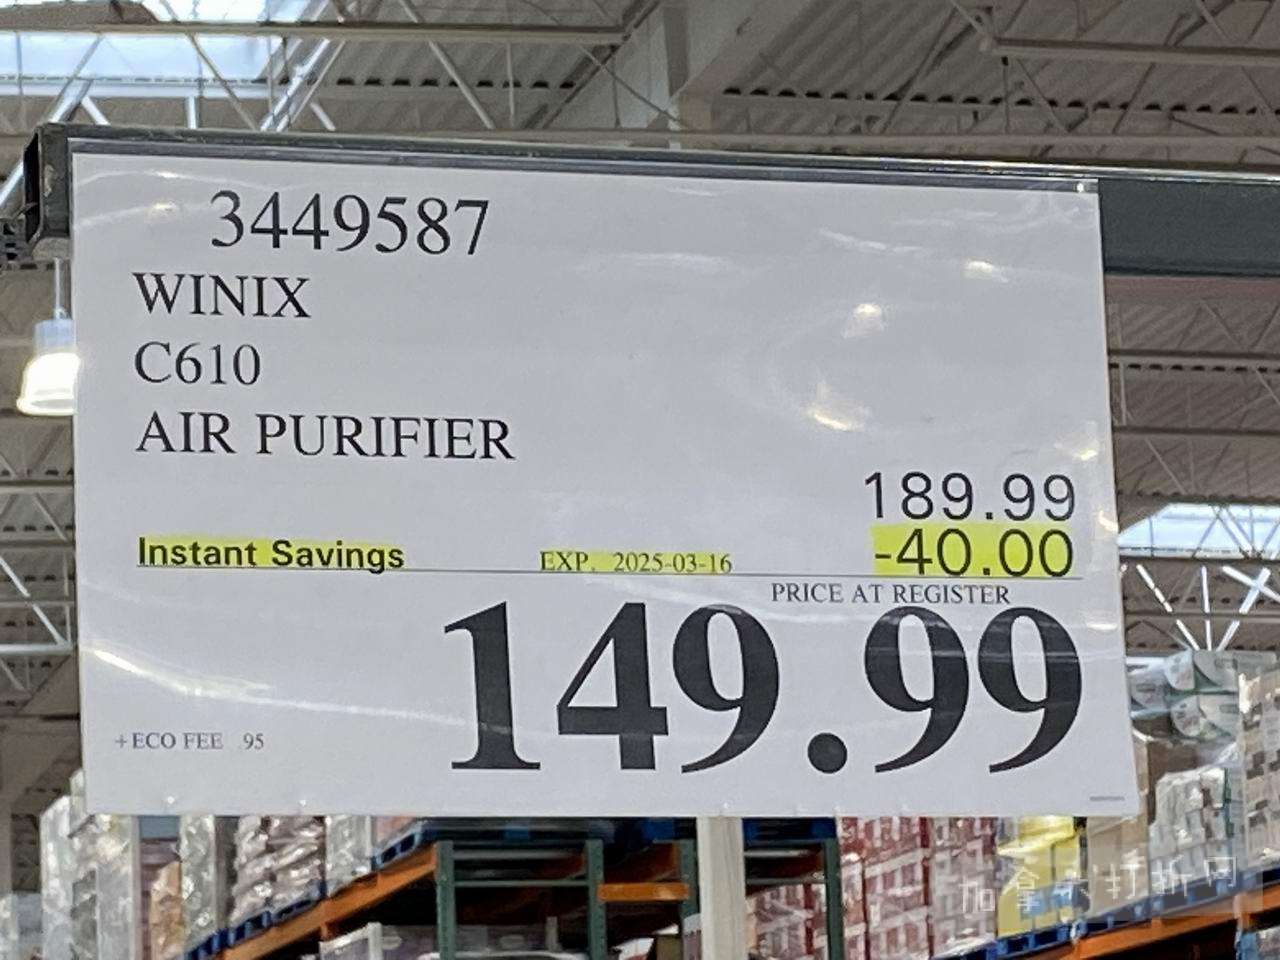 3449587
WINIX
C610
AIR PURIFIER
189.99
Instant Savings EXP. 2025-03-16 -40.00
PRICE AT REGISTER
149.99
+ECO FEE .95
加拿大打折网